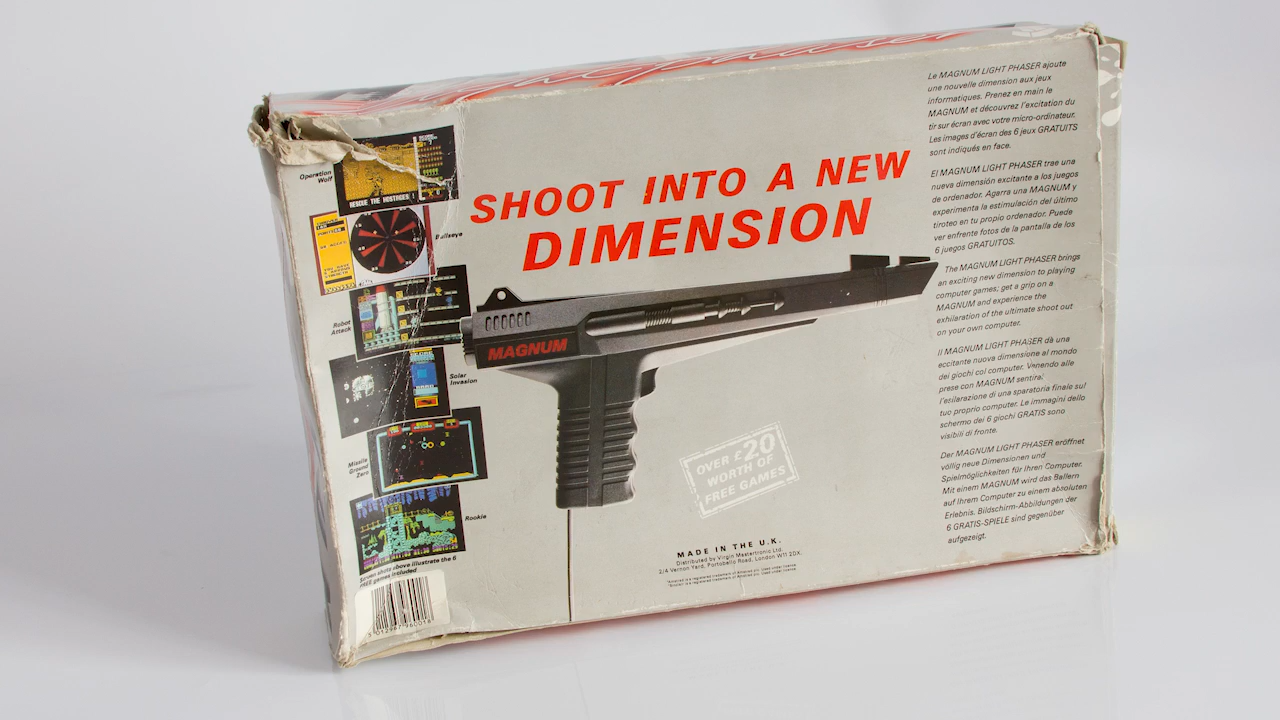 Operation
Wolf
RESCUE THE HOSTAGES !
Bullseye
Robot
Attack
Solar
Invasion
Missile
Ground
Zero
Rookie
Screen shots above illustrate the 6
FREE games included
SHOOT INTO A NEW
DIMENSION
MAGNUM
OVER £20
WORTH OF
FREE GAMES
MADE IN THE U.K.
Distributed by Virgin Mastertronic Ltd.
2/4 Vernon Yard, Portobello Road, London W11 2DX.
Le MAGNUM LIGHT PHASER ajoute
une nouvelle dimension aux jeux
informatiques. Prenez en main le
MAGNUM et découvrez l'excitation du
tir sur écran avec votre micro-ordinateur.
Les images d'écran des 6 jeux GRATUITS
sont indiqués en face.
El MAGNUM LIGHT PHASER trae una
nueva dimensión excitante a los juegos
de ordenador. Agarra una MAGNUM y
experimenta la estimulación del último
tiroteo en tu propio ordenador. Puede
ver enfrente fotos de la pantalla de los
6 juegos GRATUITOS.
The MAGNUM LIGHT PHASER brings
an exciting new dimension to playing
computer games; get a grip on a
MAGNUM and experience the
exhilaration of the ultimate shoot out
on your own computer.
Il MAGNUM LIGHT PHASER dà una
eccitante nuova dimensione al mondo
dei giochi col computer. Venendo alle
prese con MAGNUM sentirai
l'esilarazione di una sparatoria finale sul
tuo proprio computer. Le immagini dello
schermo dei 6 giochi GRATIS sono
visibili di fronte.
Der MAGNUM LIGHT PHASER eröffnet
völlig neue Dimensionen und
Spielmöglichkeiten für Ihren Computer.
Mit einem MAGNUM wird das Ballern
auf Ihrem Computer zu einem absoluten
Erlebnis. Bildschirm-Abbildungen der
6 GRATIS-SPIELE sind gegenüber
aufgezeigt.